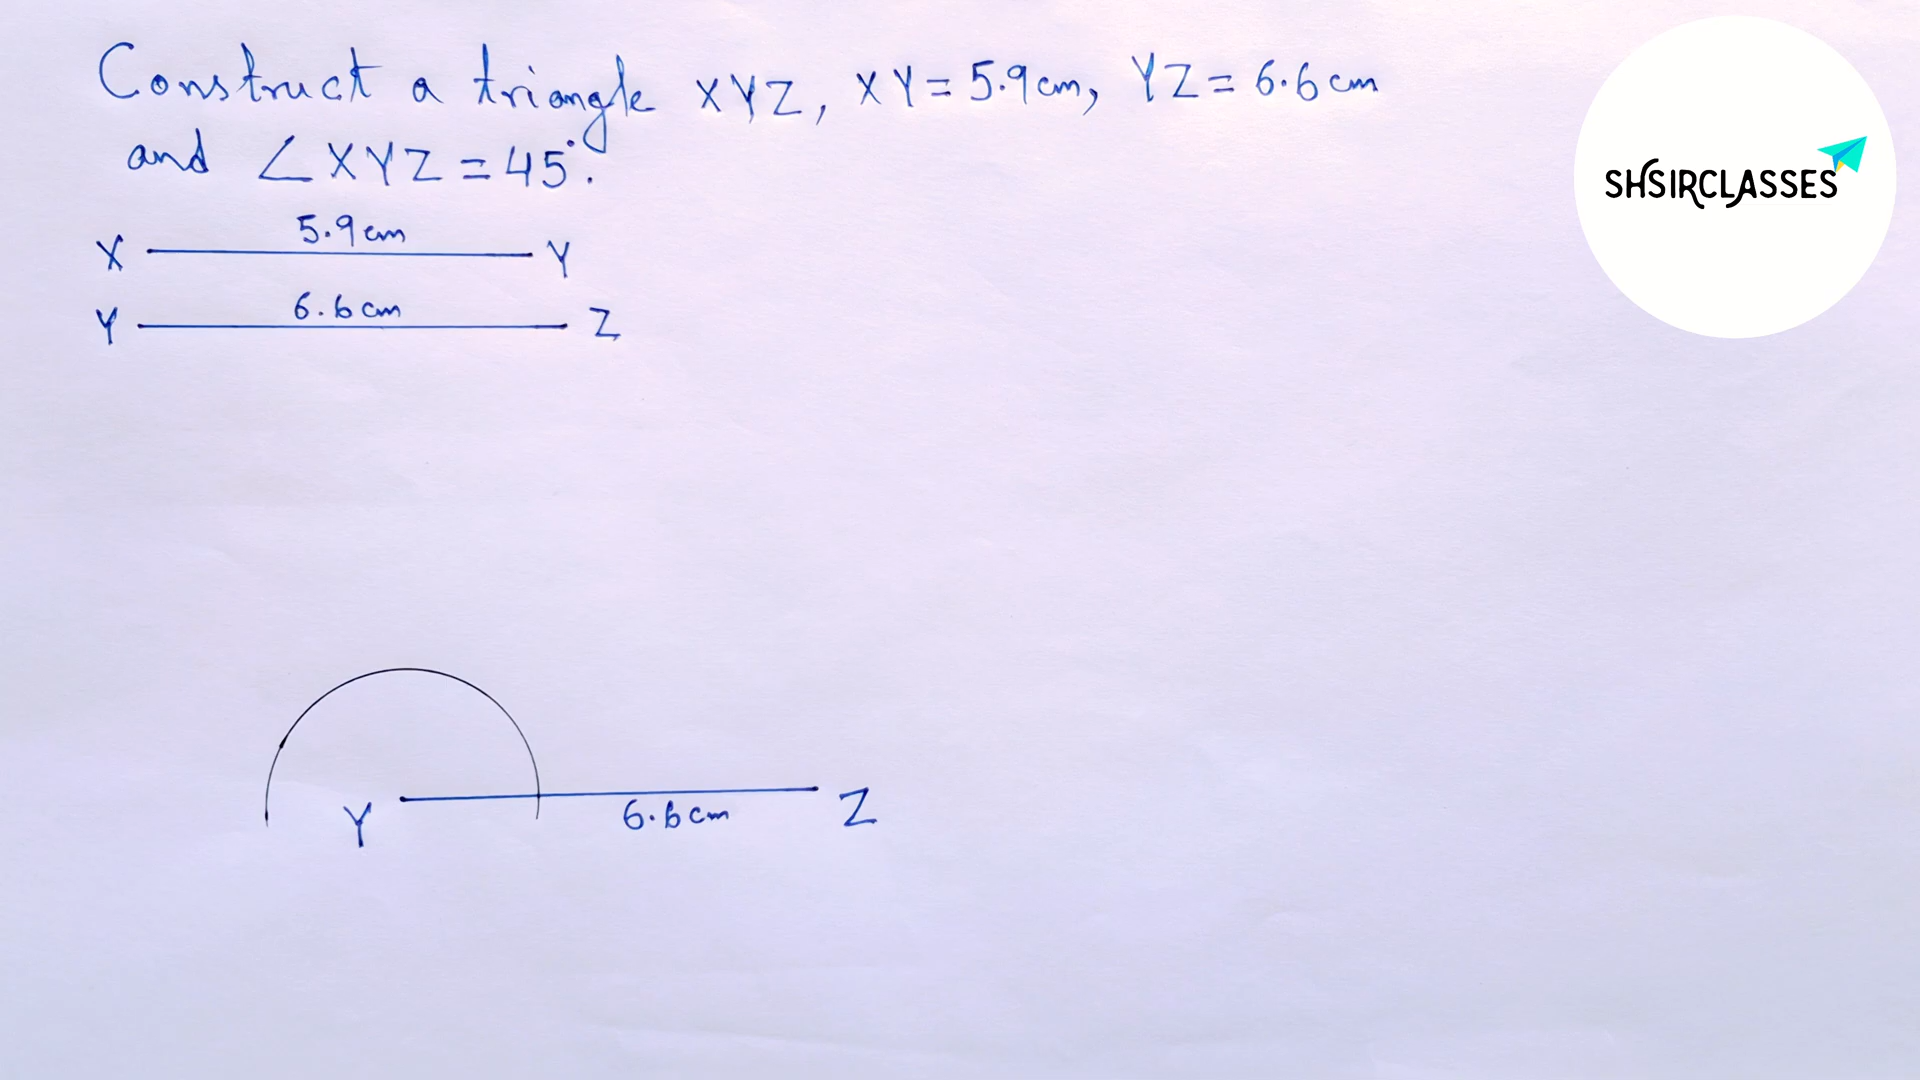 Construct a triangle XYZ, XY = 5.9 cm, YZ = 6.6 cm
and ∠XYZ = 45°.
SHSIRCLASSES
X 5.9 cm Y
Y 6.6 cm Z
Y 6.6 cm Z